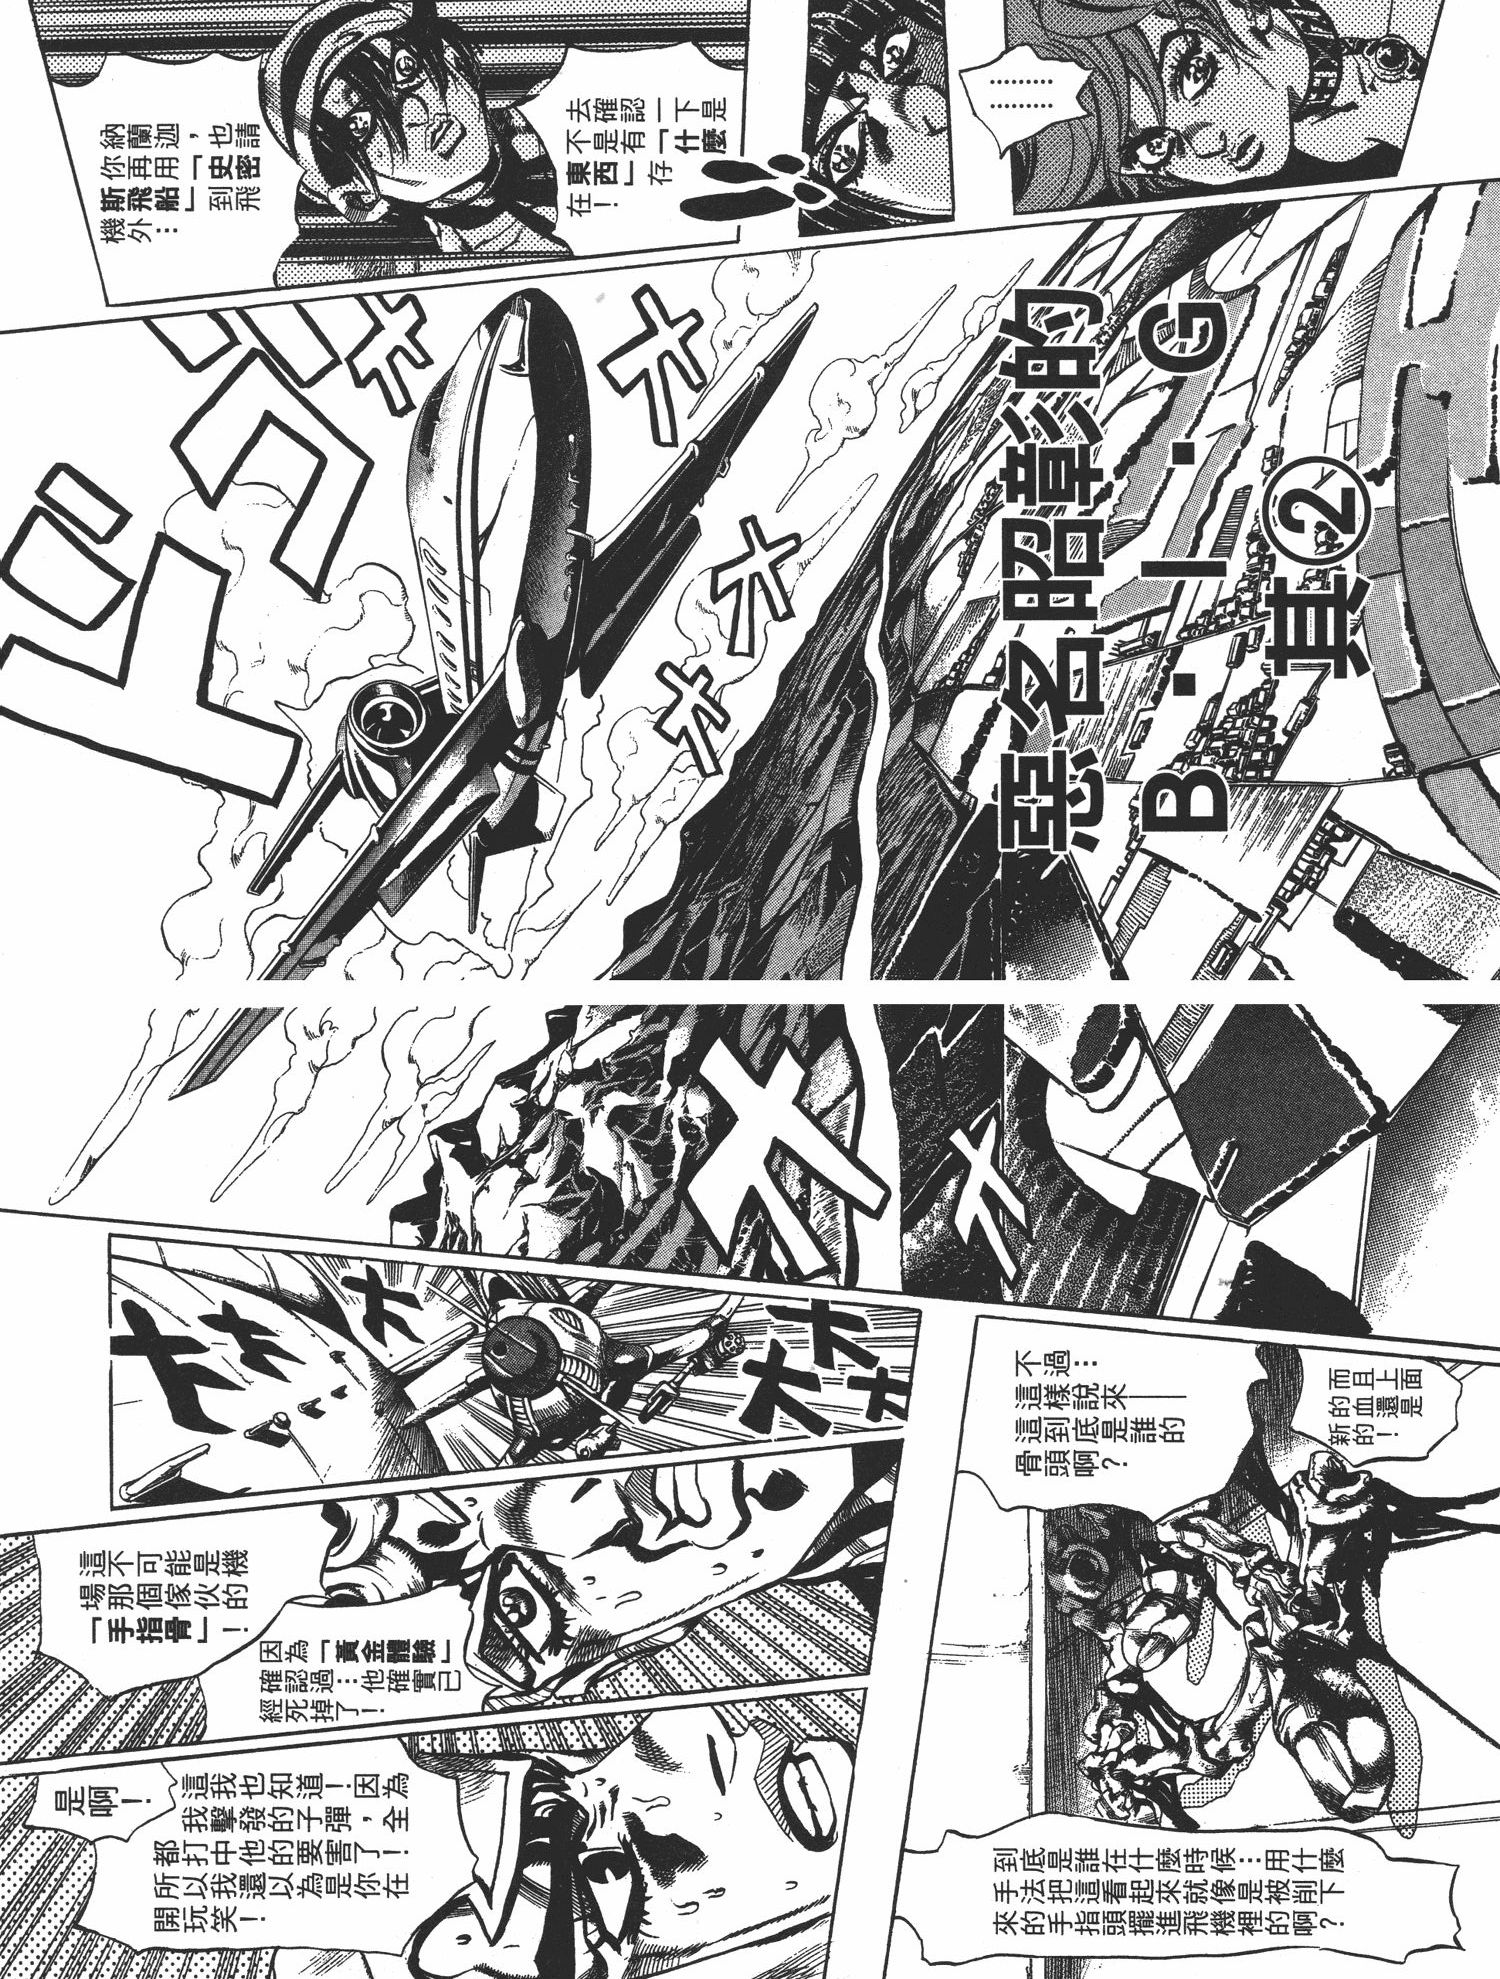 納蘭迦，也請
你再用「史密
斯飛船」到飛
機外…
去確認一下是
不是有「什麼
東西」存
在！
……
……
ドゴオ
オオオオ
惡名昭彰的
B・I・G
其②
オオ
オオオ
オオオ
這不可能是機
場那個傢伙的
「手指骨」！
因為「黃金體驗」
確認過…他確實已
經死掉了！
是啊！
這我也知道！因為
我擊發的子彈，全
都打中他的要害了！
所以我還以為是你在
開玩笑！
而且上面
的血還是
新的！
不過…
這樣說來——
這到底是誰的
骨頭啊？
到底是誰在什麼時候…用什麼
手法把這看起來就像是被削下
來的手指頭擺進飛機裡的啊？